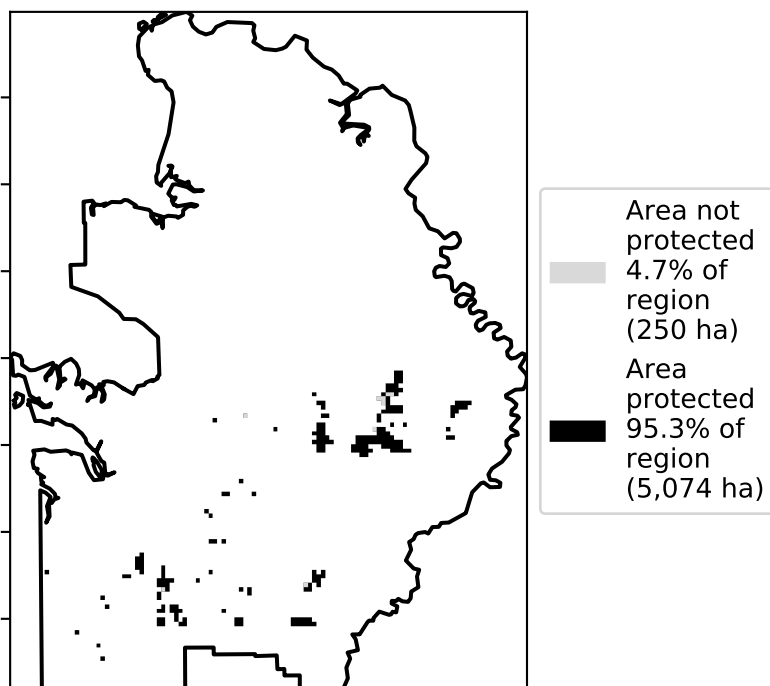 Area not
protected
4.7% of
region
(250 ha)
Area
protected
95.3% of
region
(5,074 ha)